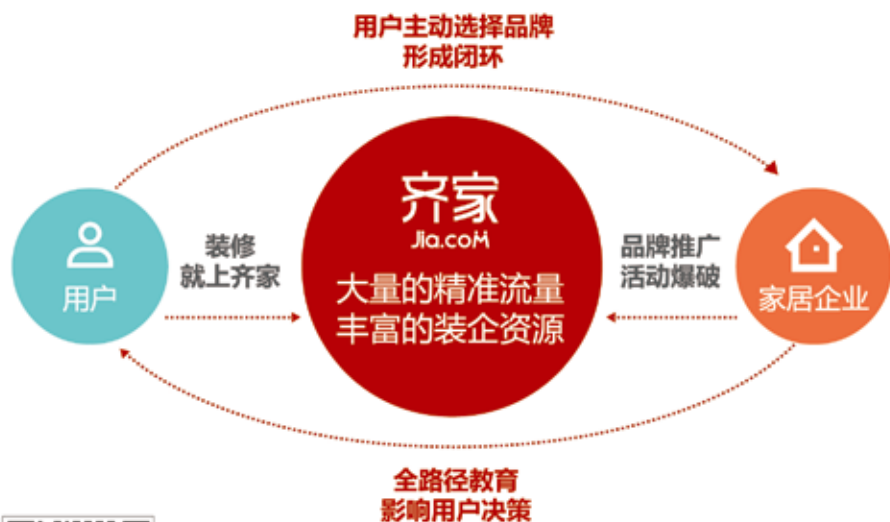 用户主动选择品牌
形成闭环
齐家
Jia.coM
大量的精准流量
丰富的装企资源
用户
装修
就上齐家
品牌推广
活动爆破
家居企业
全路径教育
影响用户决策